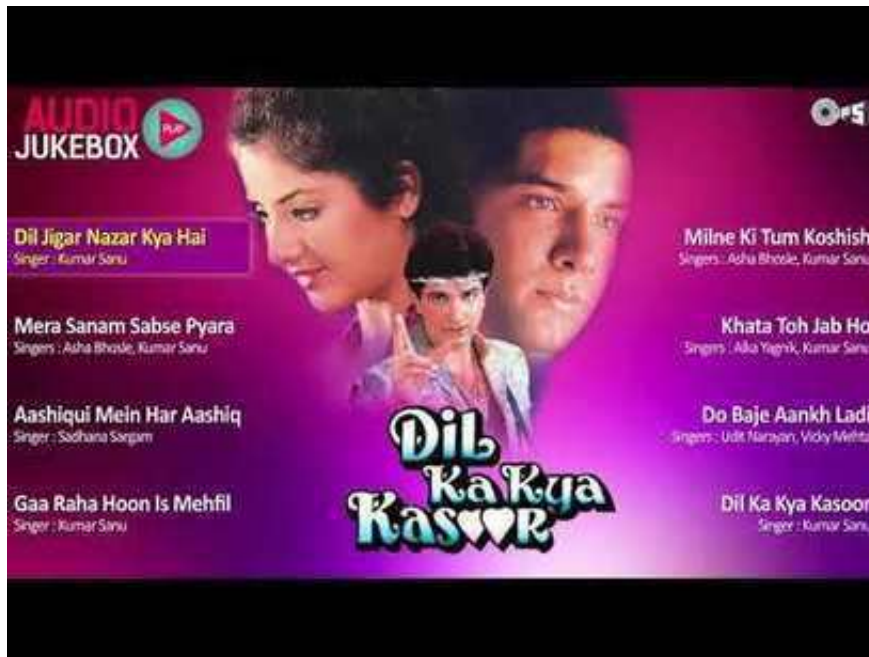 AUDIO
JUKEBOX
PLAY
Dil Jigar Nazar Kya Hai
Singer : Kumar Sanu
Mera Sanam Sabse Pyara
Singers : Asha Bhosle, Kumar Sanu
Aashiqui Mein Har Aashiq
Singer : Sadhana Sargam
Gaa Raha Hoon Is Mehfil
Singer : Kumar Sanu
Milne Ki Tum Koshish
Singers : Asha Bhosle, Kumar Sanu
Khata Toh Jab Ho
Singers : Alka Yagnik, Kumar Sanu
Do Baje Aankh Ladi
Singers : Udit Narayan, Vicky Mehta
Dil Ka Kya Kasoor
Singer : Kumar Sanu
DIL
Ka Kya
KASOOR